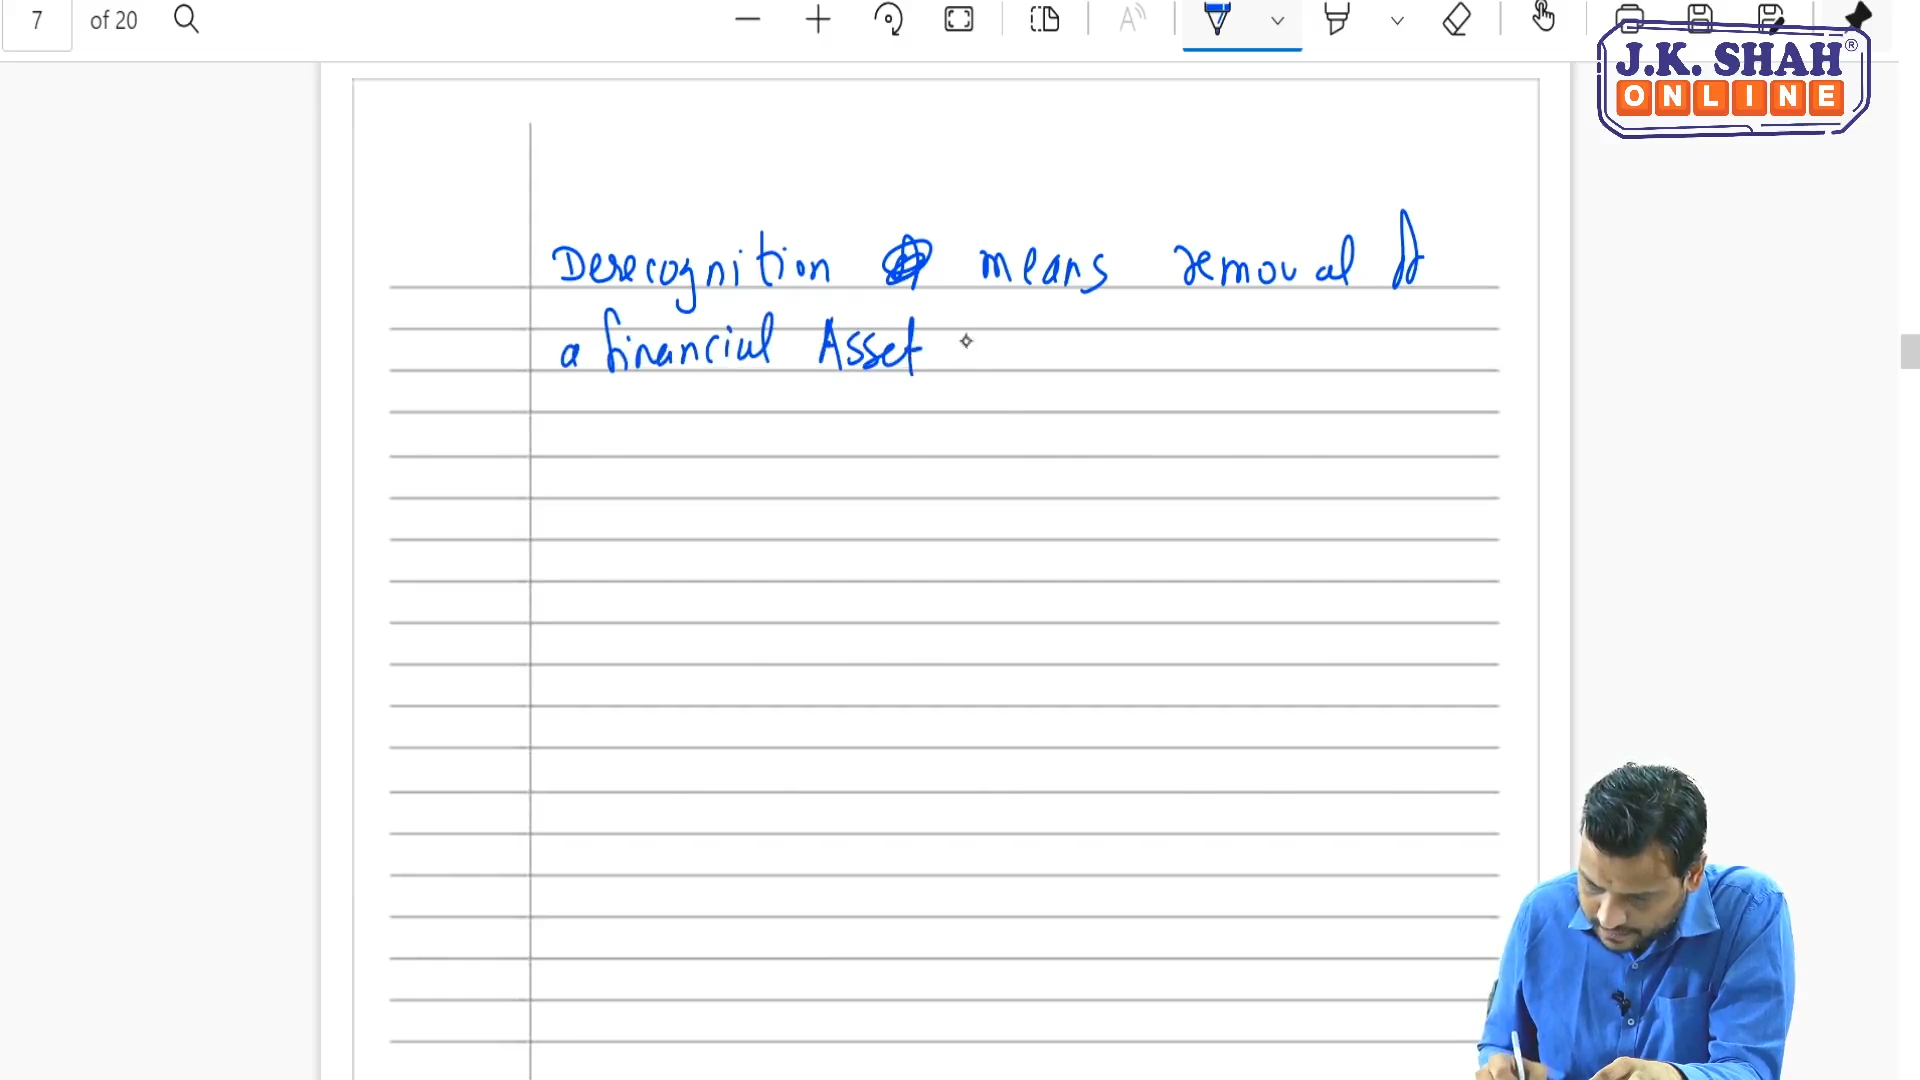 7 of 20
J.K. SHAH®
ONLINE
Derecognition means removal of
a financial Asset